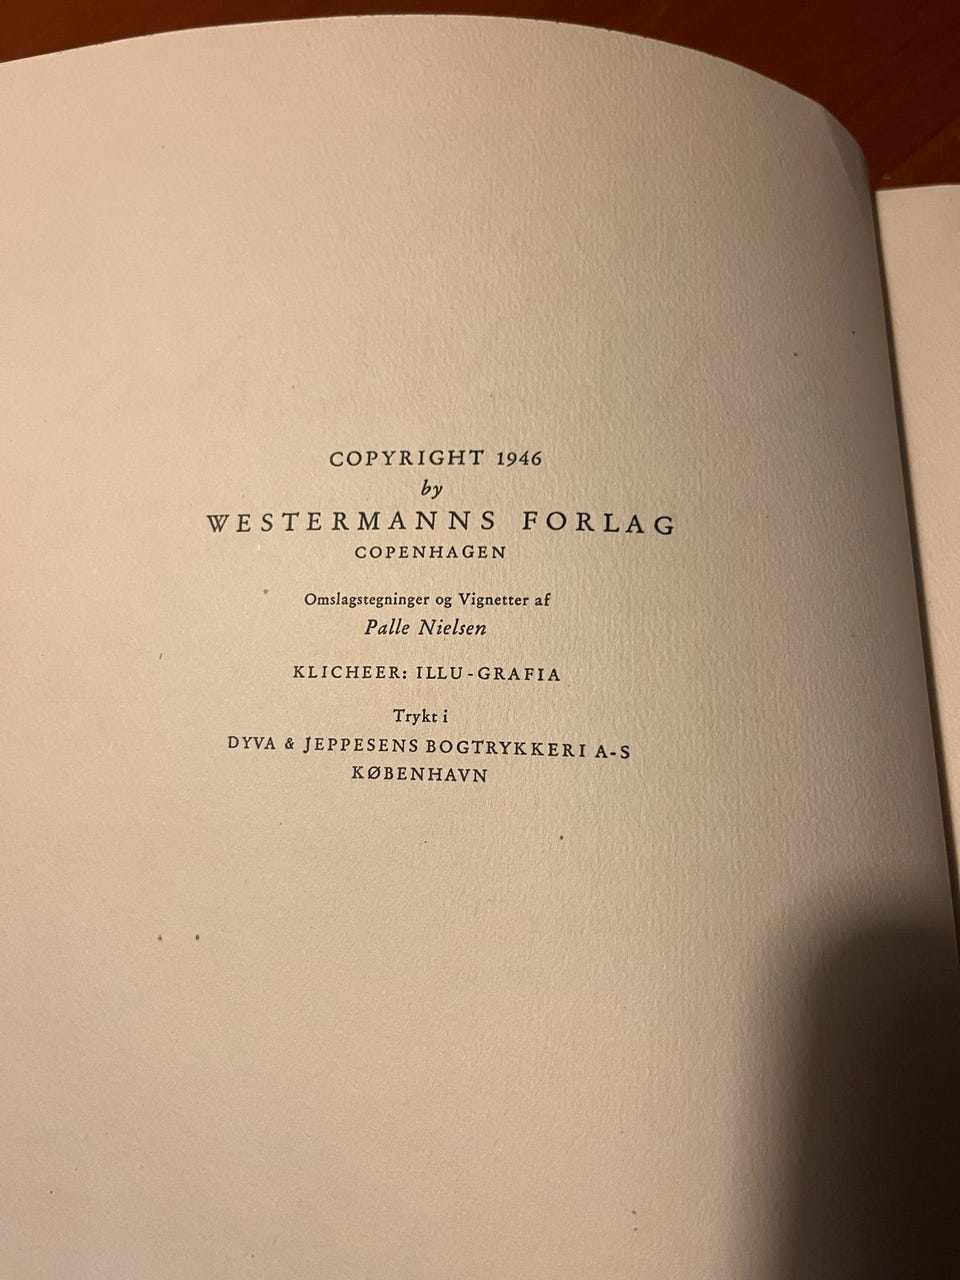 COPYRIGHT 1946
by
WESTERMANNS FORLAG
COPENHAGEN
Omslagstegninger og Vignetter af
Palle Nielsen
KLICHEER: ILLU-GRAFIA
Trykt i
DYVA & JEPPESENS BOGTRYKKERI A-S
KØBENHAVN